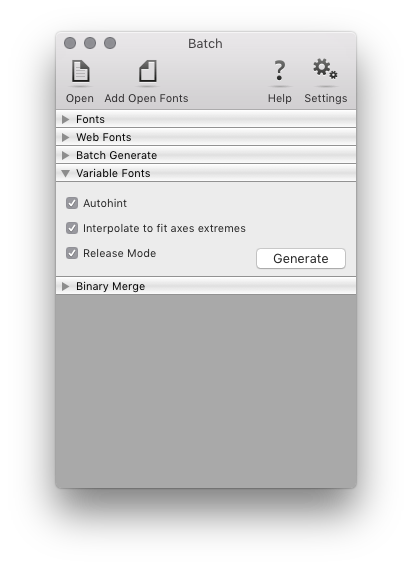 Batch
Open Add Open Fonts Help Settings
Fonts
Web Fonts
Batch Generate
Variable Fonts
Autohint
Interpolate to fit axes extremes
Release Mode
Generate
Binary Merge